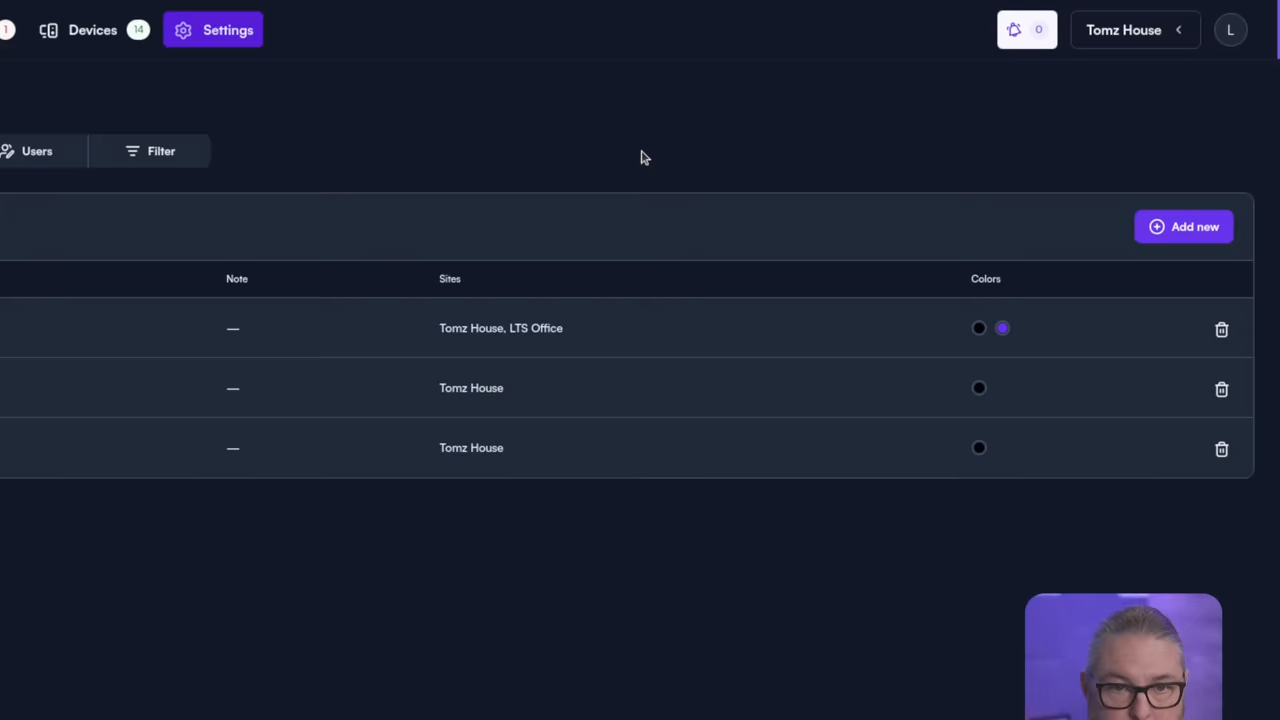 1 Devices 14 Settings 0 Tomz House L
Users Filter
Add new
Note Sites Colors
— Tomz House, LTS Office
— Tomz House
— Tomz House